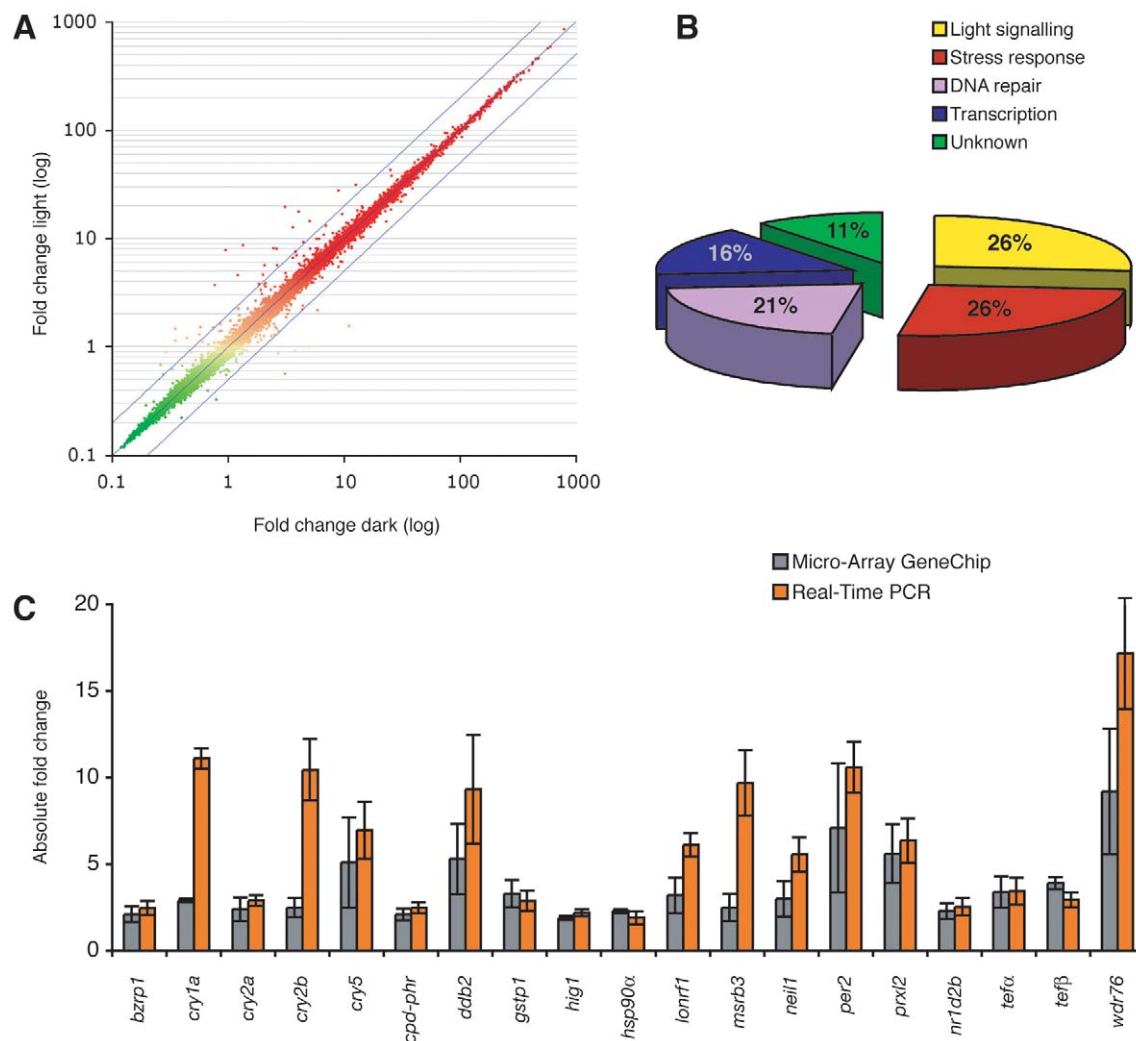 A
1000
100
10
1
0.1
Fold change light (log)
0.1 1 10 100 1000
Fold change dark (log)
B
Light signalling
Stress response
DNA repair
Transcription
Unknown
11%
26%
16%
21%
26%
C
Micro-Array GeneChip
Real-Time PCR
20
15
10
5
0
Absolute fold change
bzrp1
cry1a
cry2a
cry2b
cry5
cpd-phr
ddb2
gstp1
hig1
hsp90α
lonrf1
msrb3
neil1
per2
prxl2
nr1d2b
tefα
tefβ
wdr76